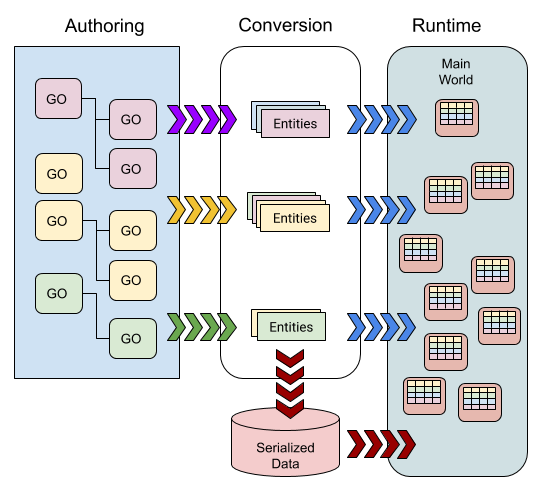 Authoring
Conversion
Runtime
Main
World
GO
GO
GO
GO
GO
GO
GO
GO
GO
Entities
Entities
Entities
Serialized
Data